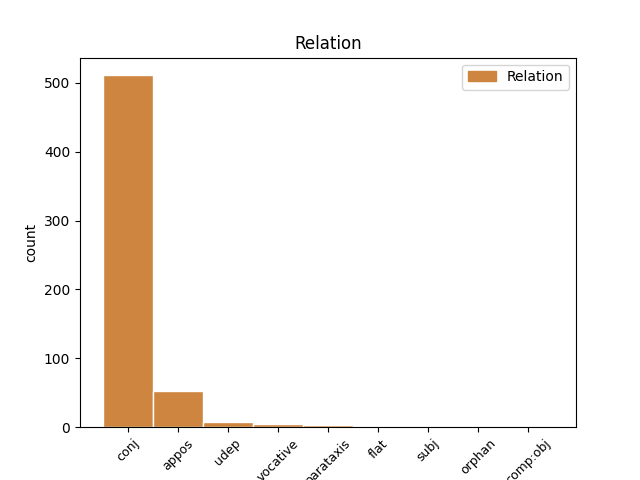 Relation
Relation
count
500
400
300
200
100
0
conj
appos
udep
vocative
parataxis
flat
subj
orphan
comp:obj